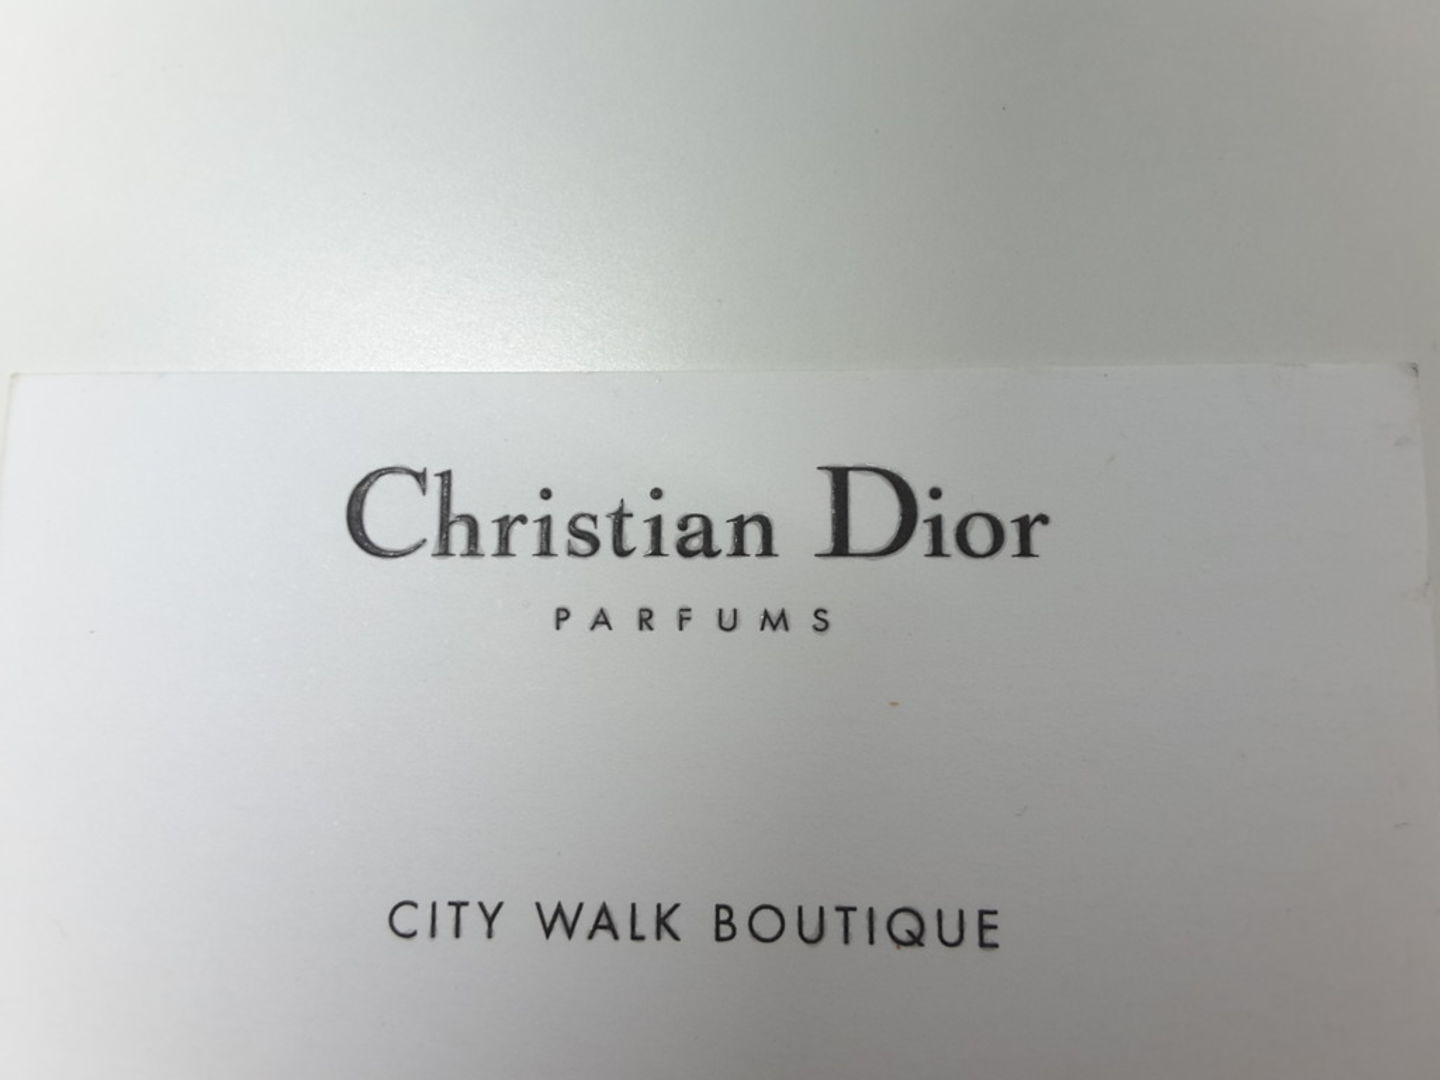 Christian Dior
PARFUMS
CITY WALK BOUTIQUE